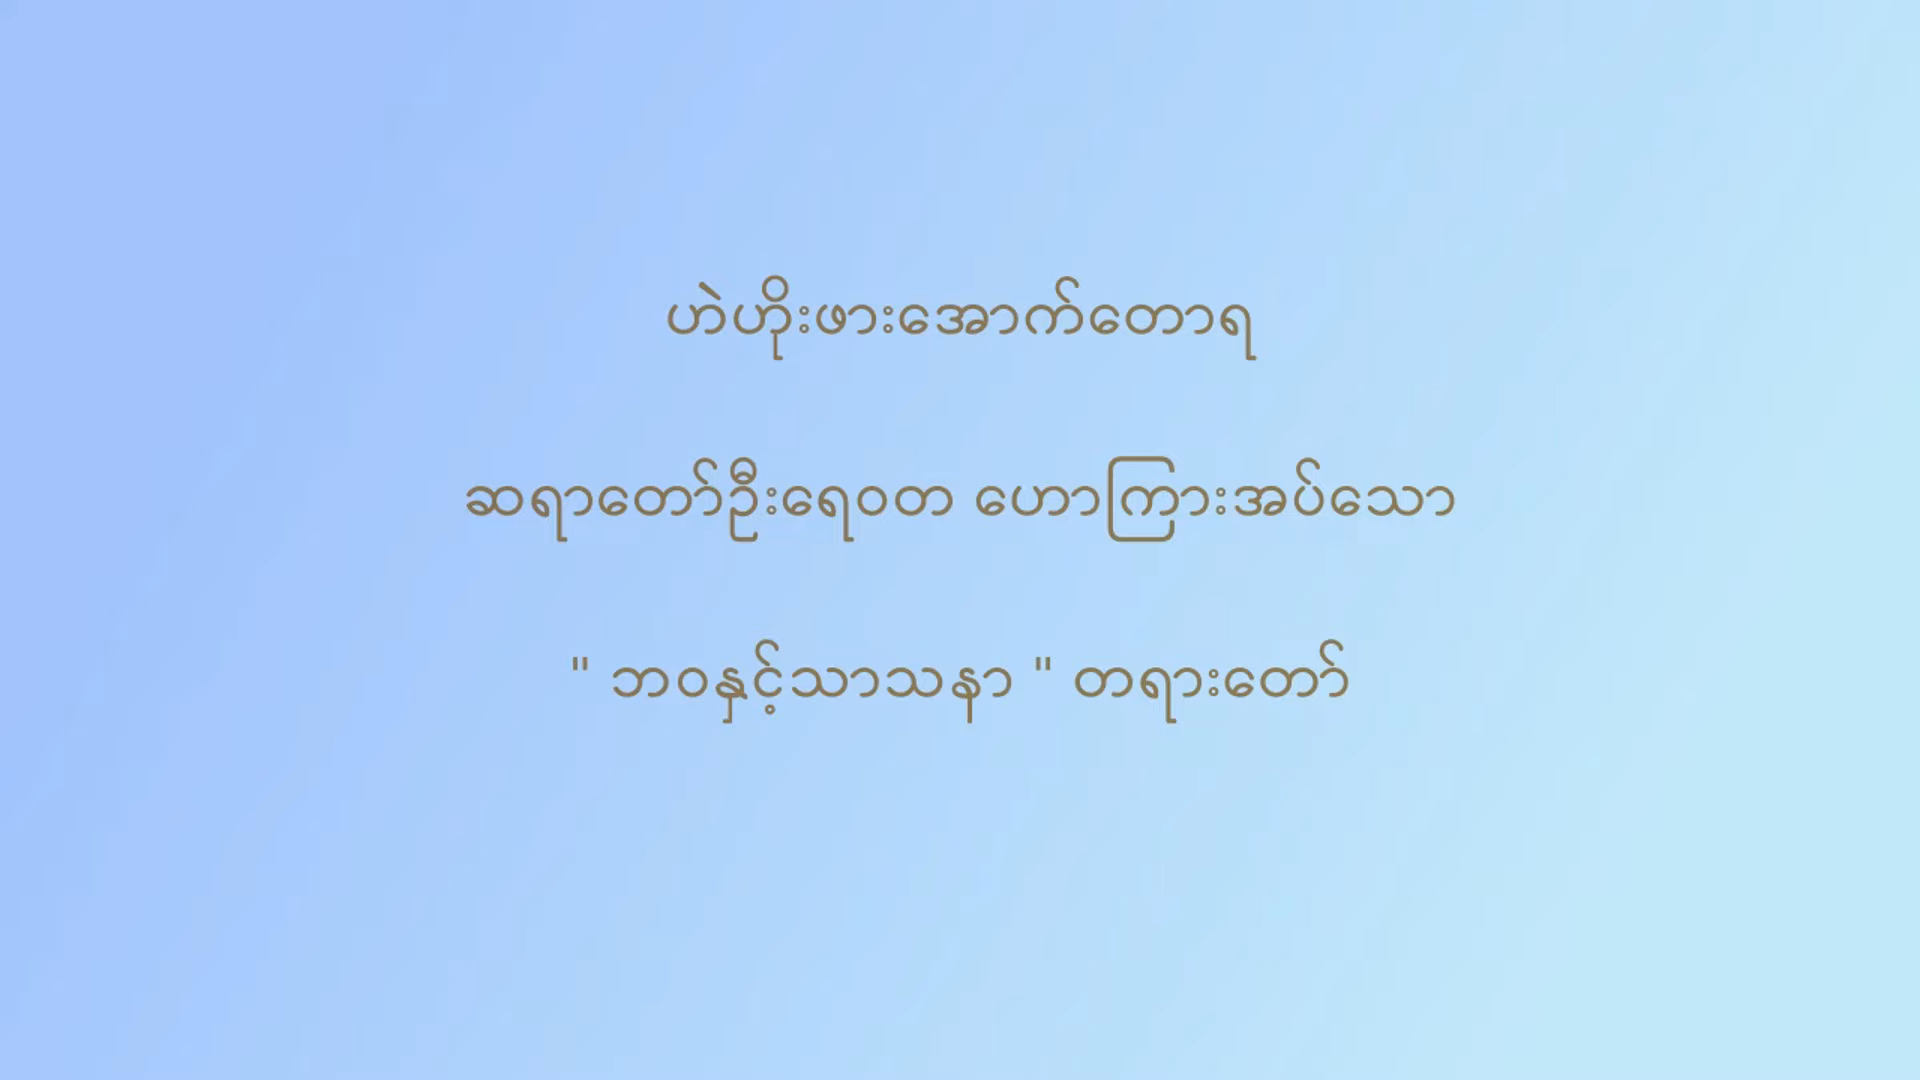 ဟဲဟိုးဖားအောက်တောရ
ဆရာတော်ဦးရေဝတ ဟောကြားအပ်သော
" ဘဝနှင့်သာသနာ " တရားတော်